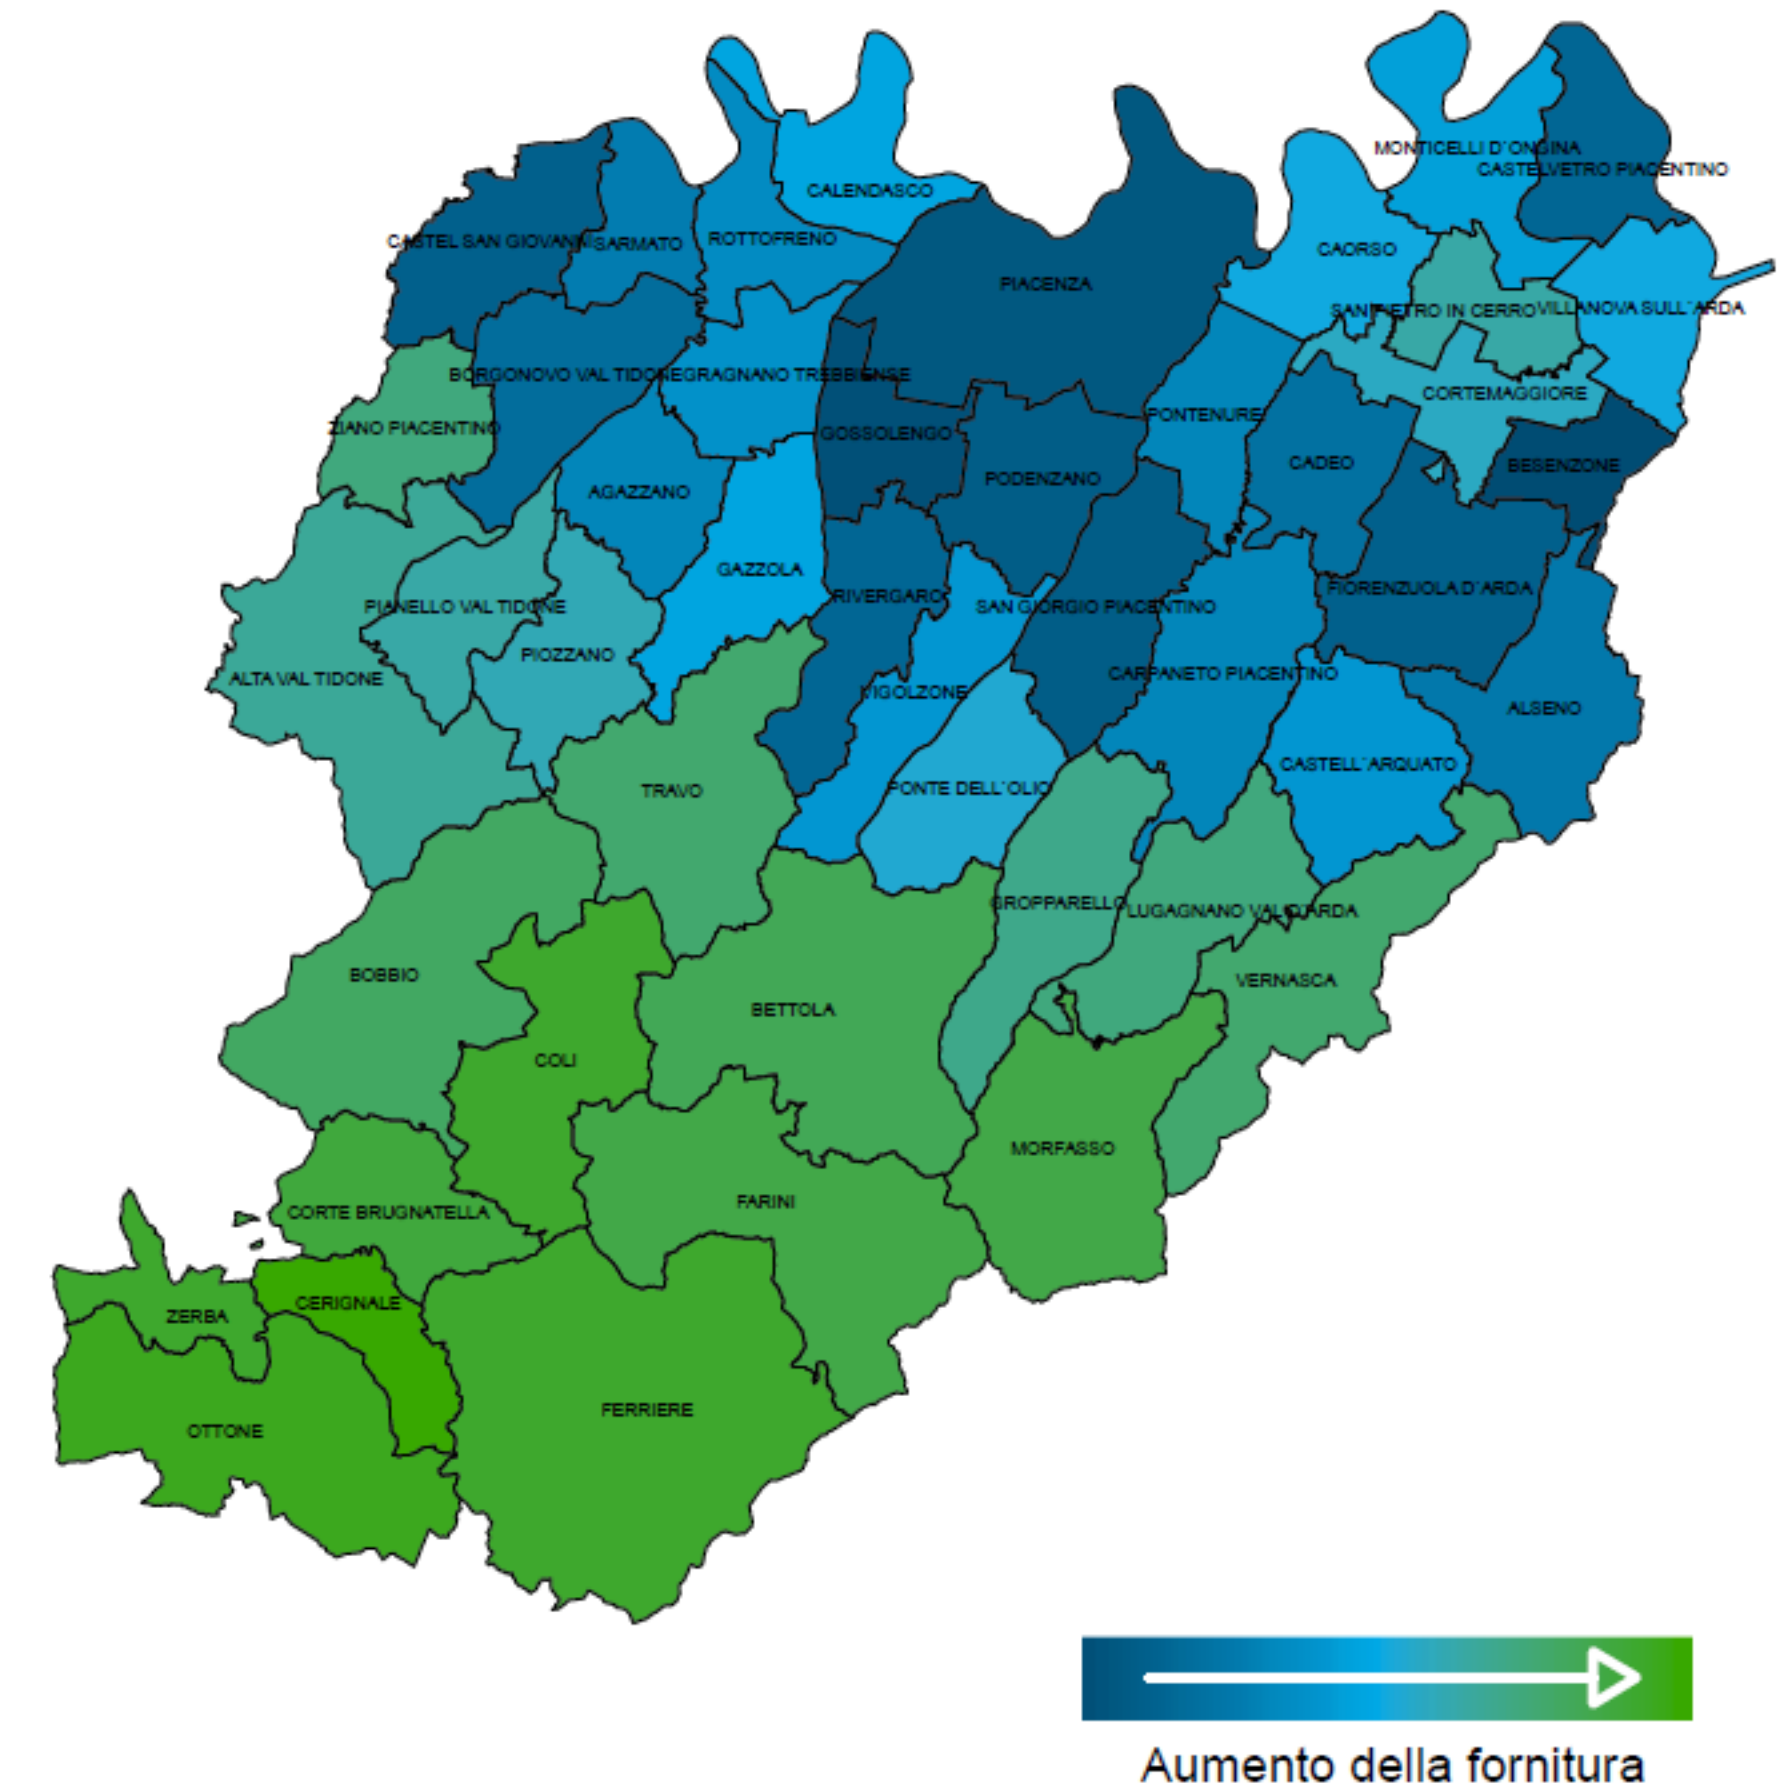 MONTICELLI D'ONGINA
CASTELVETRO PIACENTINO
CALENDASCO
CASTEL SAN GIOVANNI
SARMATO
ROTTOFRENO
CAORSO
PIACENZA
SAN PIETRO IN CERRO
VILLANOVA SULL'ARDA
BORGONOVO VAL TIDONE
GRAGNANO TREBBIENSE
CORTEMAGGIORE
PONTENURE
ZIANO PIACENTINO
GOSSOLENGO
CADEO
BESENZONE
PODENZANO
AGAZZANO
GAZZOLA
FIORENZUOLA D'ARDA
RIVERGARO
PIANELLO VAL TIDONE
SAN GIORGIO PIACENTINO
PIOZZANO
CARPANETO PIACENTINO
ALTA VAL TIDONE
VIGOLZONE
ALSENO
CASTELL'ARQUATO
PONTE DELL'OLIO
TRAVO
GROPPARELLO
LUGAGNANO VAL D'ARDA
BOBBIO
VERNASCA
BETTOLA
COLI
MORFASSO
FARINI
CORTE BRUGNATELLA
CERIGNALE
ZERBA
FERRIERE
OTTONE
Aumento della fornitura